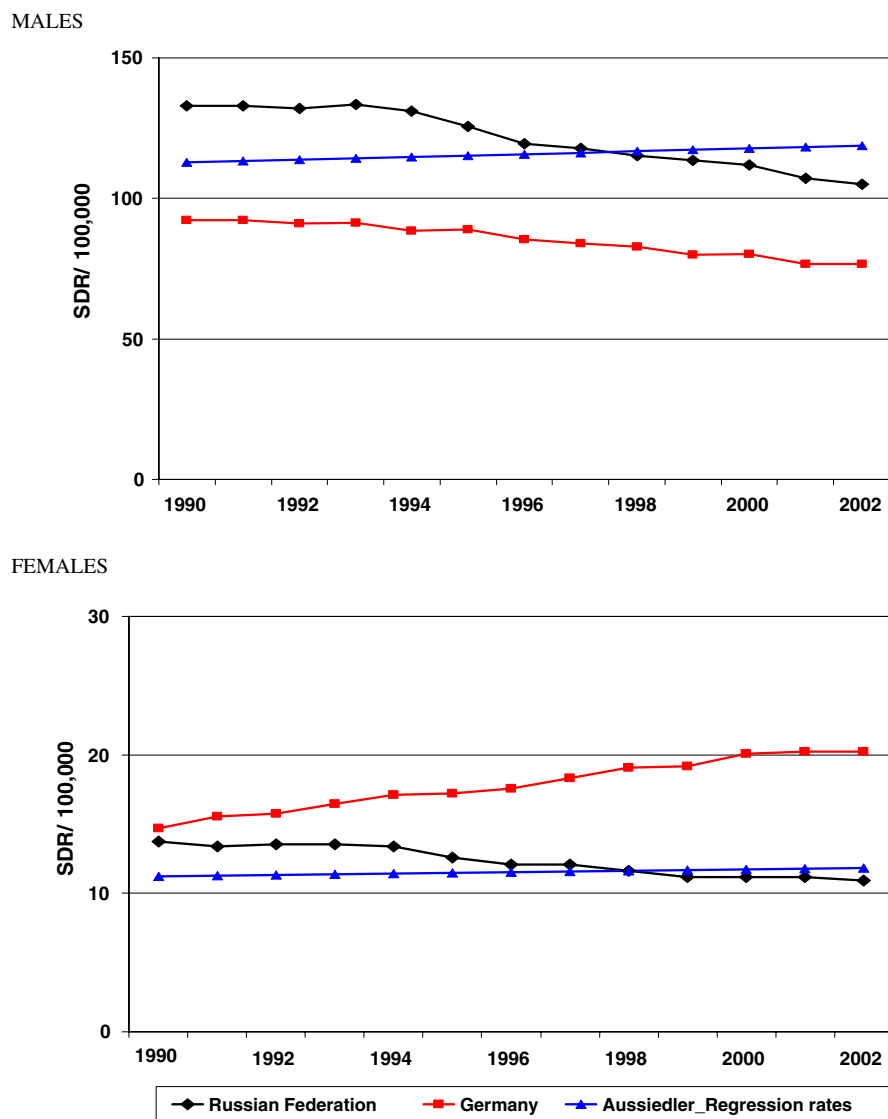 MALES
150
100
50
0
SDR/ 100,000
1990 1992 1994 1996 1998 2000 2002
FEMALES
30
20
10
0
SDR/ 100,000
1990 1992 1994 1996 1998 2000 2002
Russian Federation Germany Aussiedler_Regression rates